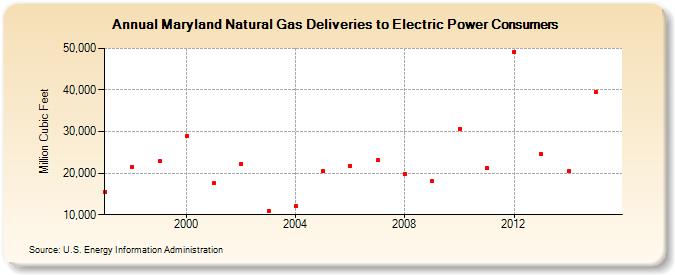 Annual Maryland Natural Gas Deliveries to Electric Power Consumers
Million Cubic Feet
50,000
40,000
30,000
20,000
10,000
2000 2004 2008 2012
Source: U.S. Energy Information Administration